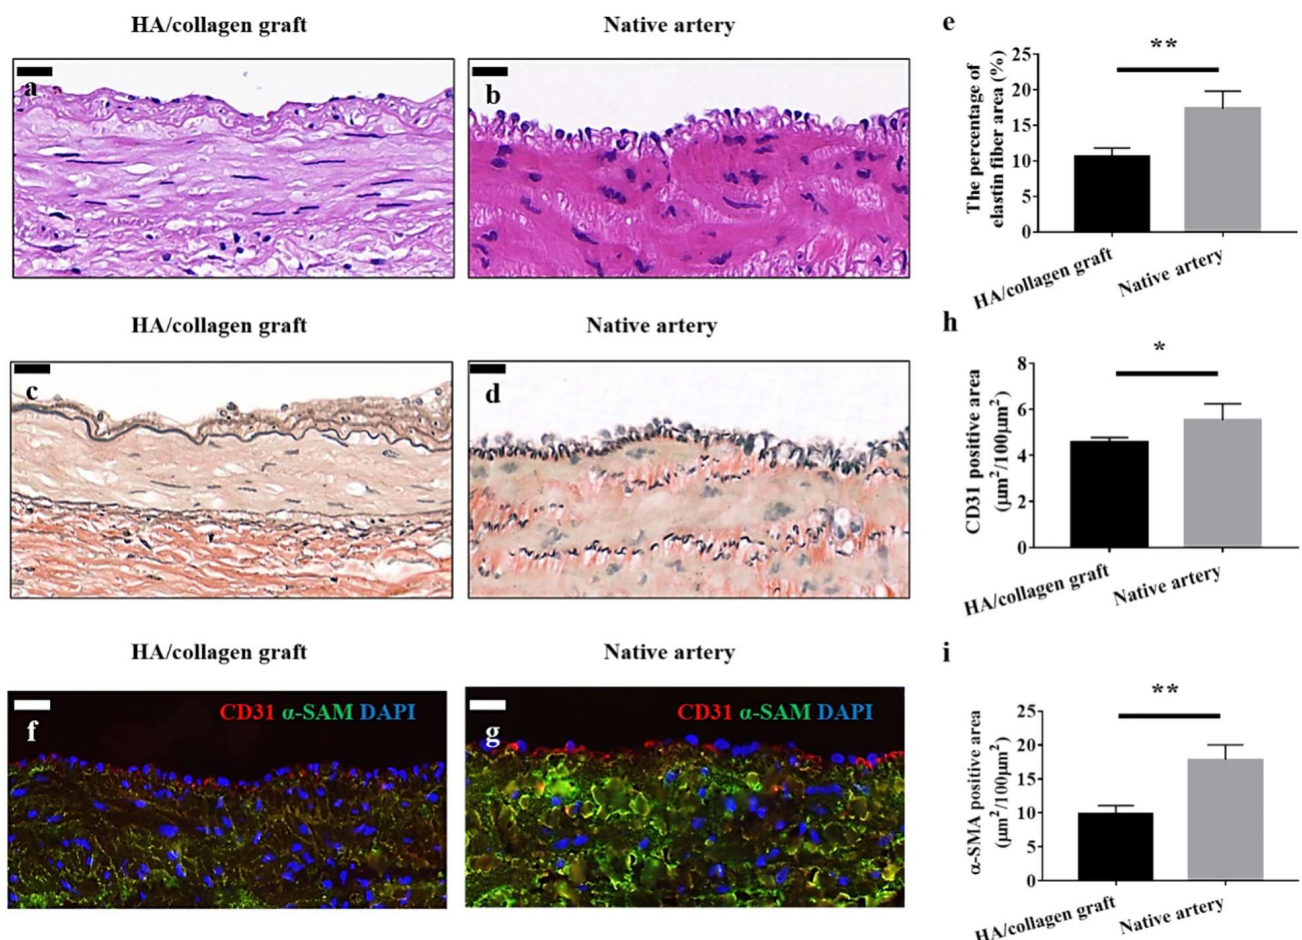 HA/collagen graft
Native artery
a
b
e
The percentage of
elastin fiber area (%)
25
20
15
10
5
0
**
HA/collagen graft
Native artery
HA/collagen graft
Native artery
c
d
h
CD31 positive area
(μm²/100μm²)
8
6
4
2
0
*
HA/collagen graft
Native artery
HA/collagen graft
Native artery
CD31 α-SAM DAPI
f
CD31 α-SAM DAPI
g
i
α-SMA positive area
(μm²/100μm²)
25
20
15
10
5
0
**
HA/collagen graft
Native artery